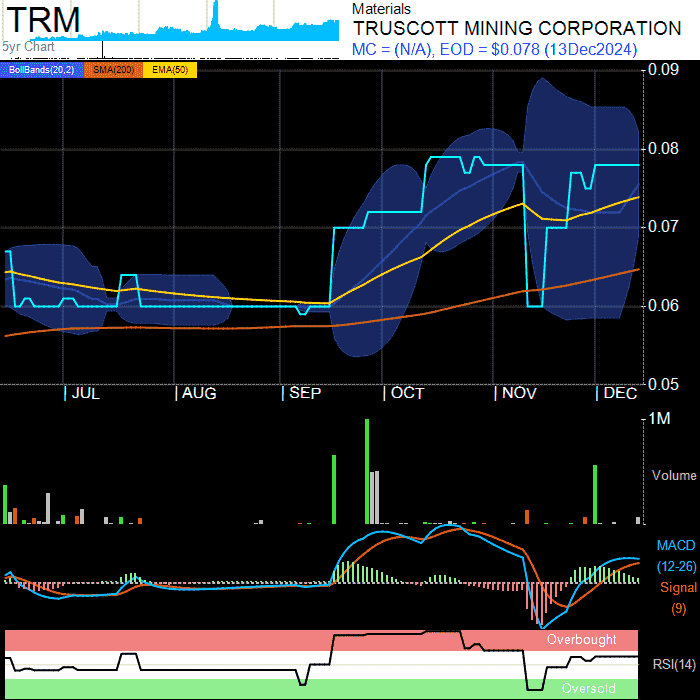 TRM
5yr Chart
Materials
TRUSCOTT MINING CORPORATION
MC = (N/A), EOD = $0.078 (13Dec2024)
BollBands(20,2) SMA(200) EMA(50)
0.09
0.08
0.07
0.06
0.05
JUL AUG SEP OCT NOV DEC
1M
Volume
MACD
(12-26)
Signal
(9)
Overbought
RSI(14)
Oversold